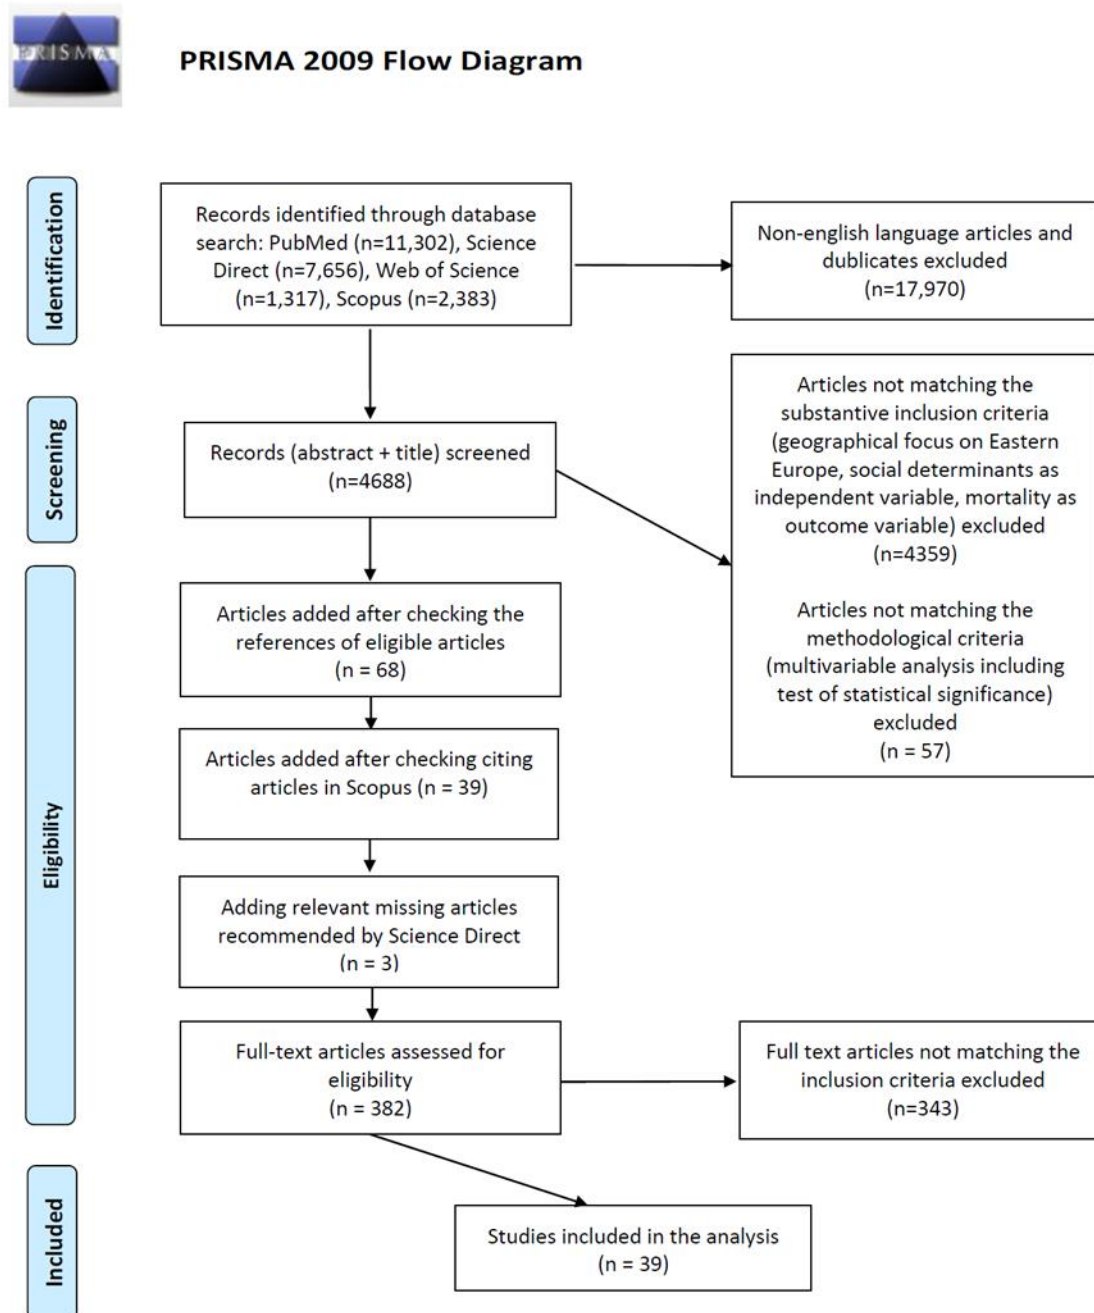 PRISMA
PRISMA 2009 Flow Diagram
Identification
Records identified through database
search: PubMed (n=11,302), Science
Direct (n=7,656), Web of Science
(n=1,317), Scopus (n=2,383)
Non-english language articles and
dublicates excluded
(n=17,970)
Screening
Records (abstract + title) screened
(n=4688)
Articles not matching the
substantive inclusion criteria
(geographical focus on Eastern
Europe, social determinants as
independent variable, mortality as
outcome variable) excluded
(n=4359)
Articles not matching the
methodological criteria
(multivariable analysis including
test of statistical significance)
excluded
(n = 57)
Eligibility
Articles added after checking the
references of eligible articles
(n = 68)
Articles added after checking citing
articles in Scopus (n = 39)
Adding relevant missing articles
recommended by Science Direct
(n = 3)
Full-text articles assessed for
eligibility
(n = 382)
Full text articles not matching the
inclusion criteria excluded
(n=343)
Included
Studies included in the analysis
(n = 39)